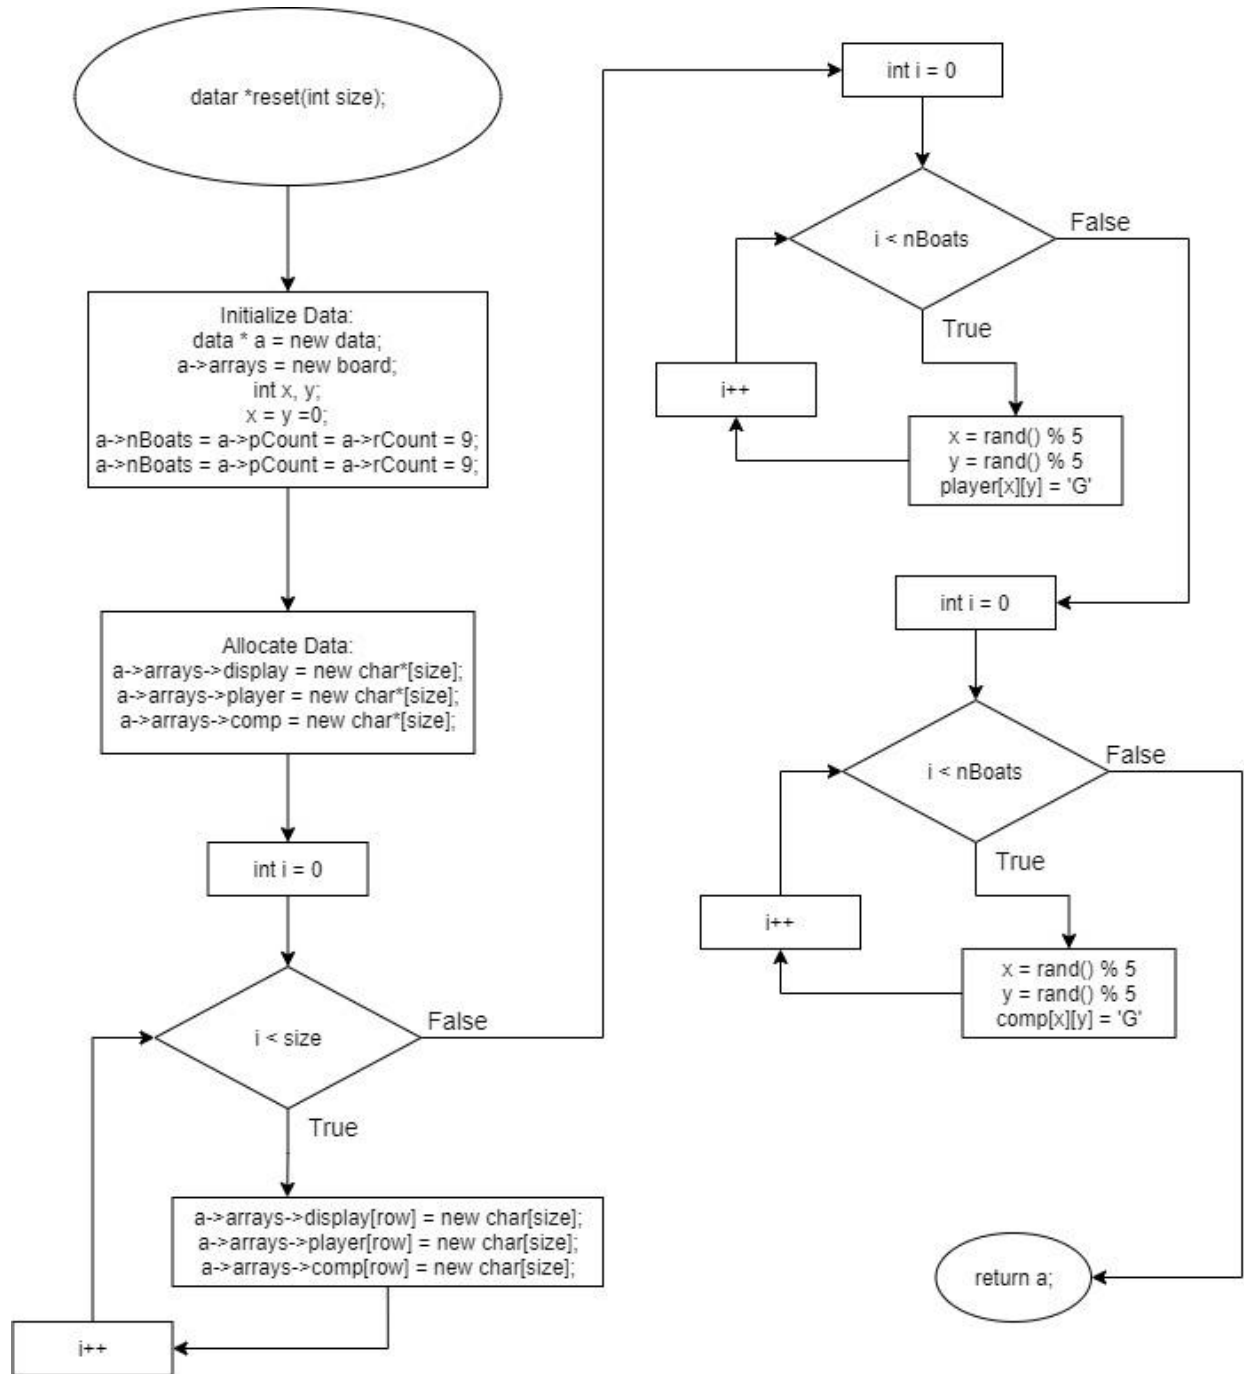 datar *reset(int size);
Initialize Data:
data * a = new data;
a->arrays = new board;
int x, y;
x = y =0;
a->nBoats = a->pCount = a->rCount = 9;
a->nBoats = a->pCount = a->rCount = 9;
Allocate Data:
a->arrays->display = new char*[size];
a->arrays->player = new char*[size];
a->arrays->comp = new char*[size];
int i = 0
i < size
False
True
a->arrays->display[row] = new char[size];
a->arrays->player[row] = new char[size];
a->arrays->comp[row] = new char[size];
i++
int i = 0
i < nBoats
False
True
i++
x = rand() % 5
y = rand() % 5
player[x][y] = 'G'
int i = 0
i < nBoats
False
True
i++
x = rand() % 5
y = rand() % 5
comp[x][y] = 'G'
return a;